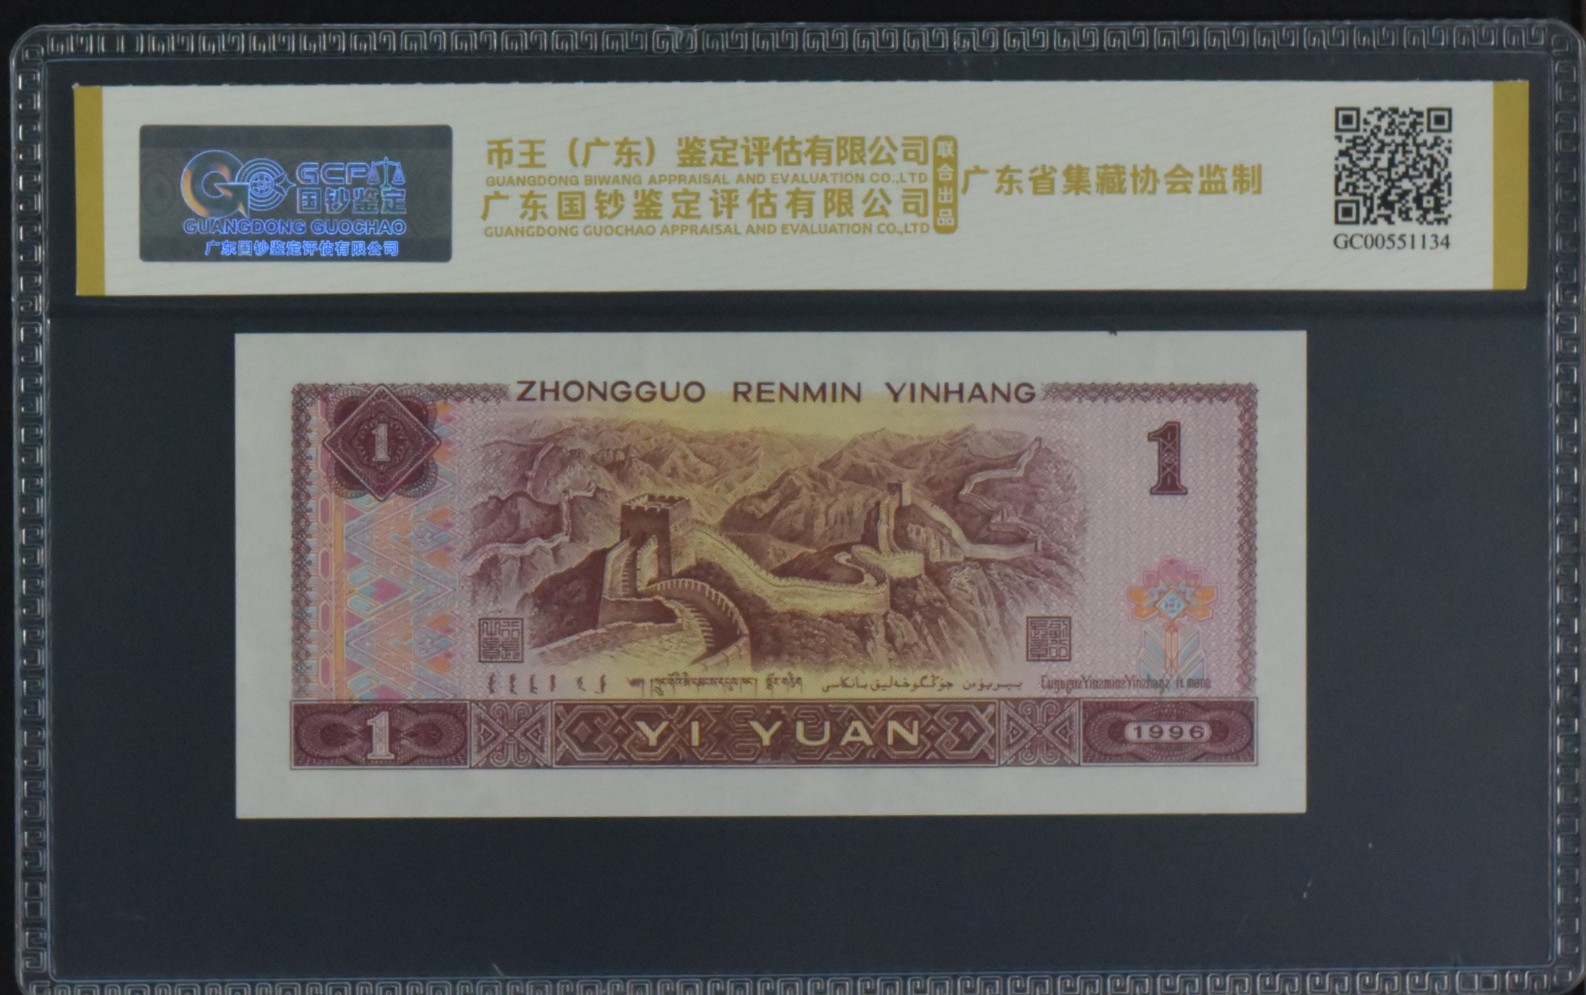 GCP
国钞鉴定
GUANGDONG GUOCHAO
广东国钞鉴定评估有限公司
币王（广东）鉴定评估有限公司
GUANGDONG BIWANG APPRAISAL AND EVALUATION CO.,LTD
广东国钞鉴定评估有限公司
GUANGDONG GUOCHAO APPRAISAL AND EVALUATION CO.,LTD
联合出品
广东省集藏协会监制
GC00551134
ZHONGGUO RENMIN YINHANG
1
1
1
YI YUAN
1996